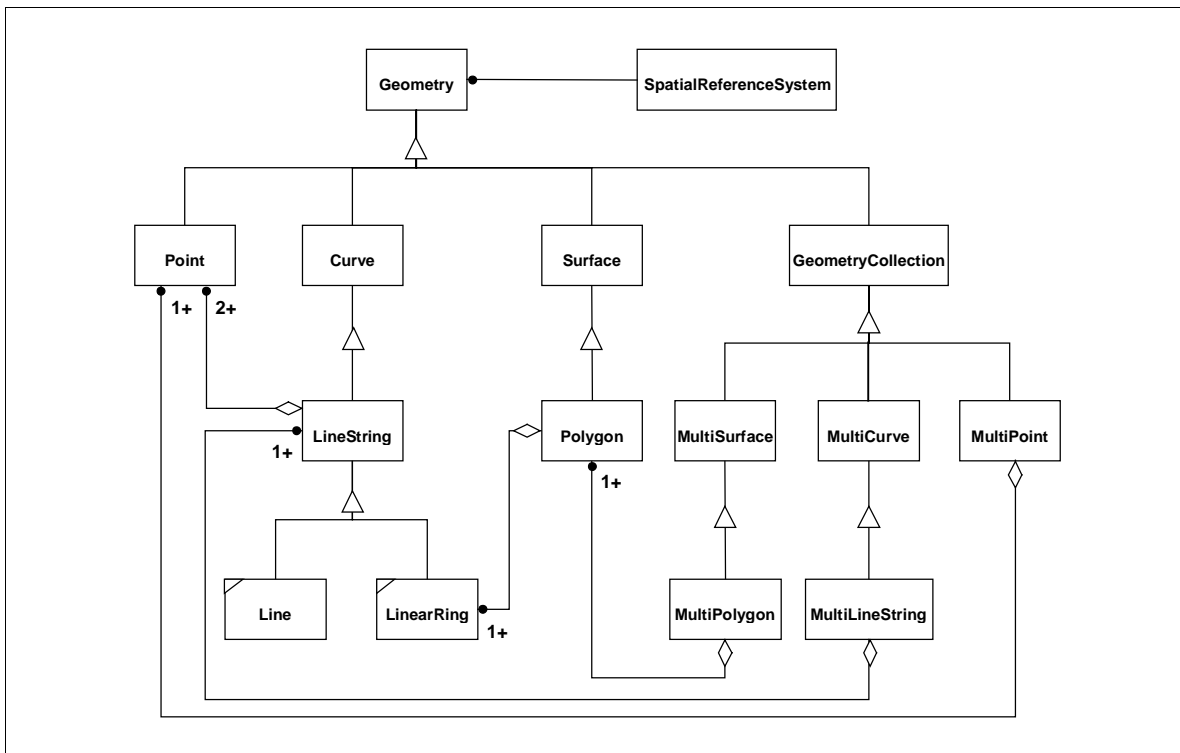 Geometry
SpatialReferenceSystem
Point
Curve
Surface
GeometryCollection
1+
2+
LineString
Polygon
MultiSurface
MultiCurve
MultiPoint
1+
1+
Line
LinearRing
MultiPolygon
MultiLineString
1+